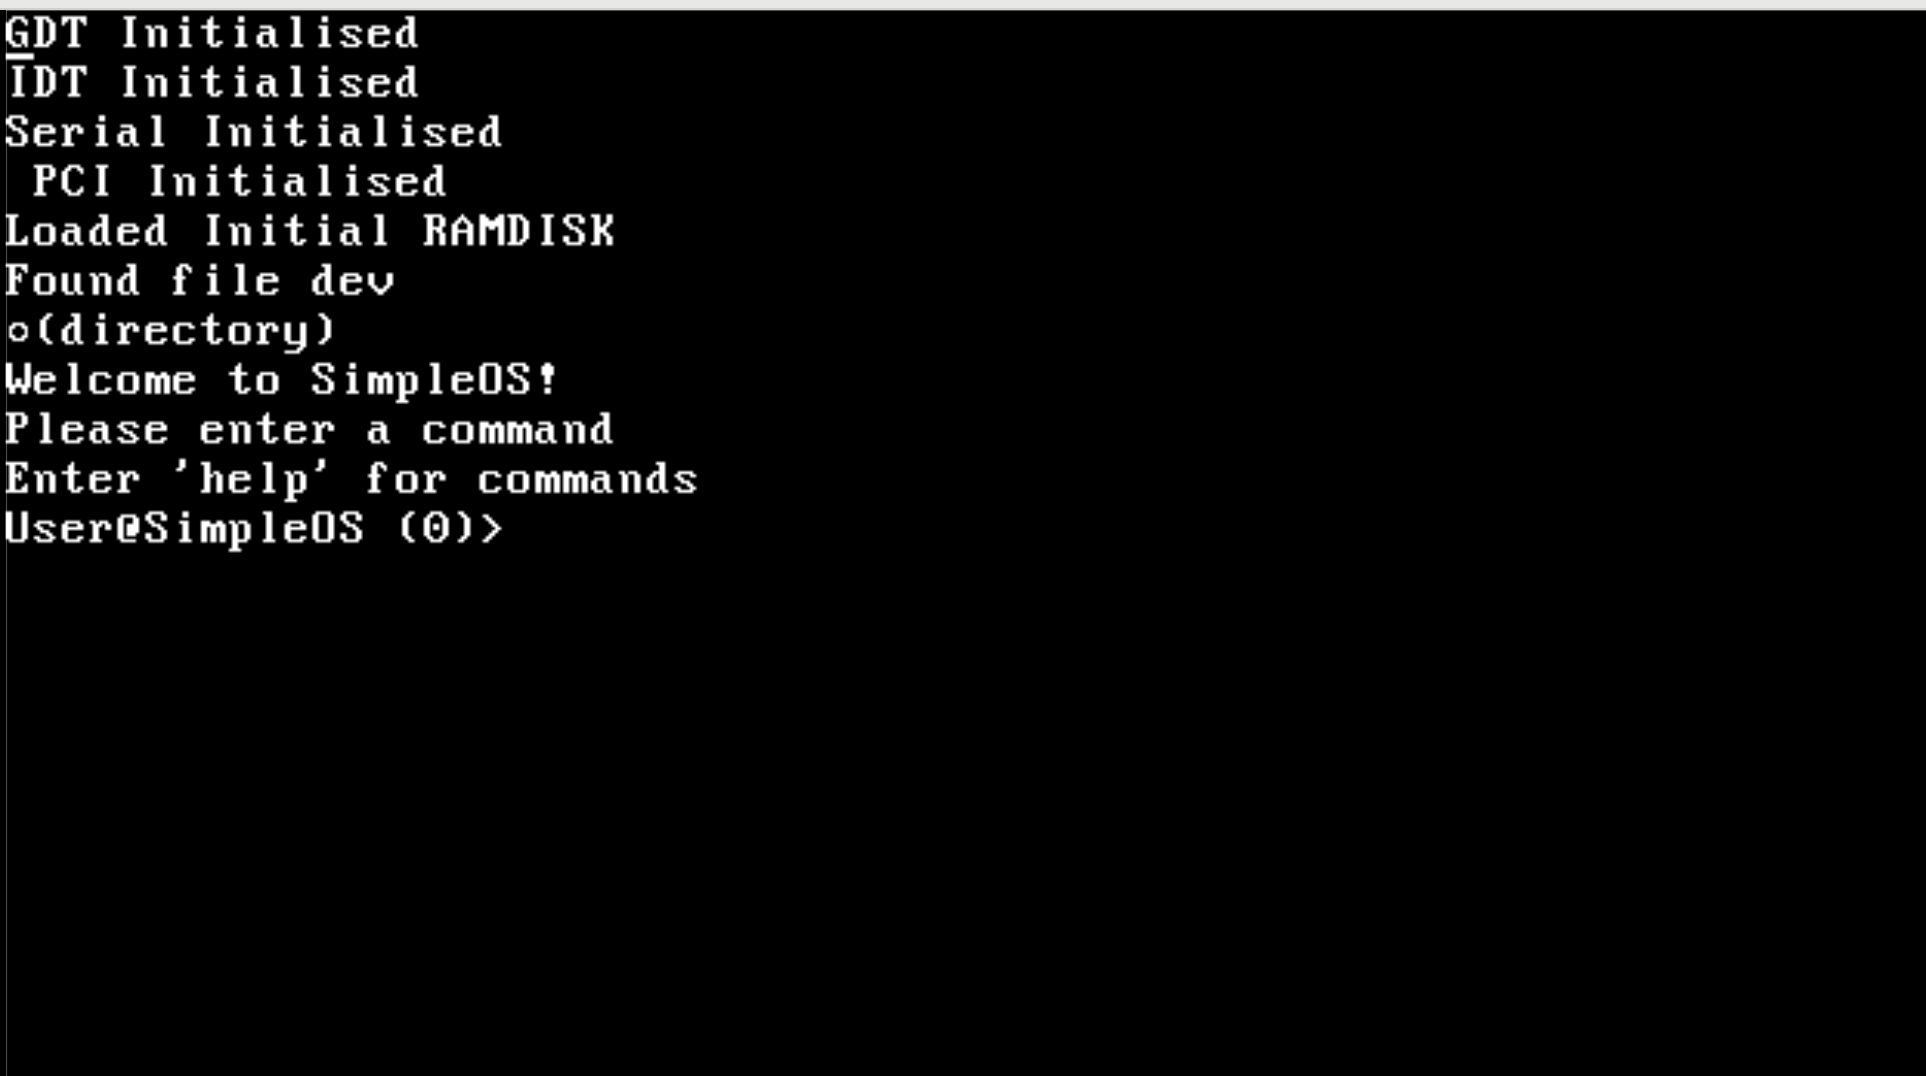 GDT Initialised
IDT Initialised
Serial Initialised
 PCI Initialised
Loaded Initial RAMDISK
Found file dev
○(directory)
Welcome to SimpleOS!
Please enter a command
Enter 'help' for commands
User@SimpleOS (0)>